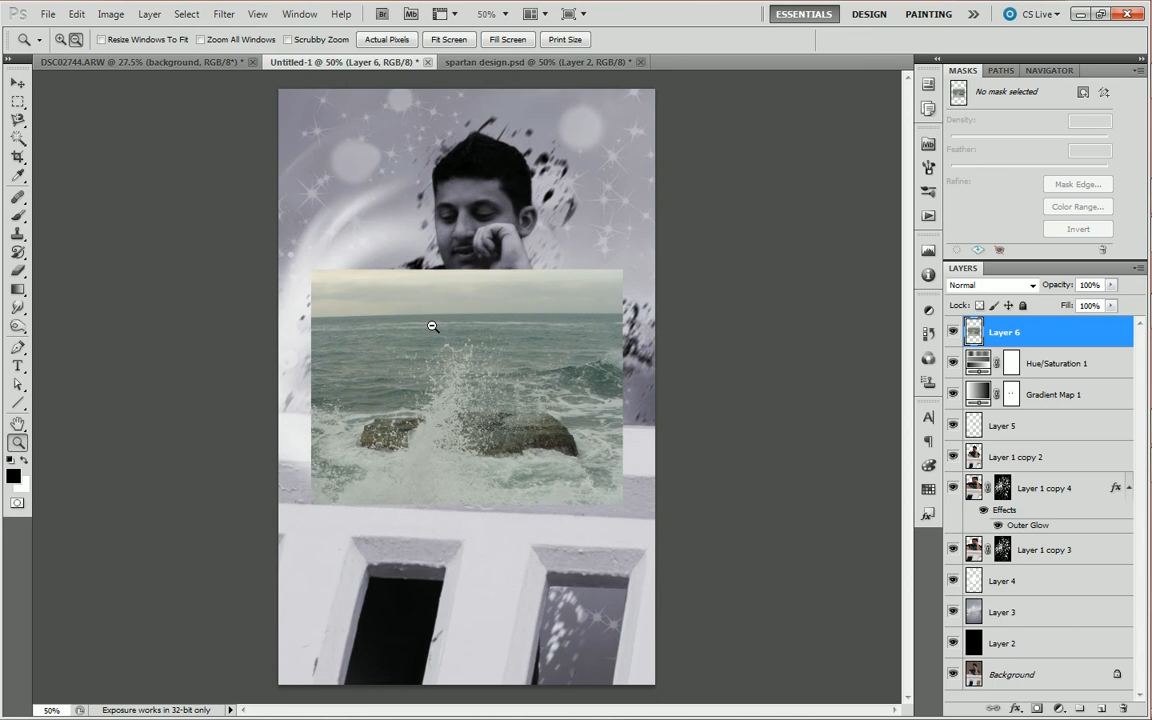 Ps File Edit Image Layer Select Filter View Window Help Br Mb 50% ESSENTIALS DESIGN PAINTING CS Live
Resize Windows To Fit Zoom All Windows Scrubby Zoom Actual Pixels Fit Screen Fill Screen Print Size
DSC02744.ARW @ 27.5% (background, RGB/8*) * Untitled-1 @ 50% (Layer 6, RGB/8) * spartan design.psd @ 50% (Layer 2, RGB/8) *
MASKS PATHS NAVIGATOR
No mask selected
Density:
Feather:
Refine: Mask Edge...
Color Range...
Invert
LAYERS
Normal Opacity: 100%
Lock: Fill: 100%
Layer 6
Hue/Saturation 1
Gradient Map 1
Layer 5
Layer 1 copy 2
Layer 1 copy 4 fx
Effects
Outer Glow
Layer 1 copy 3
Layer 4
Layer 3
Layer 2
Background
50% Exposure works in 32-bit only